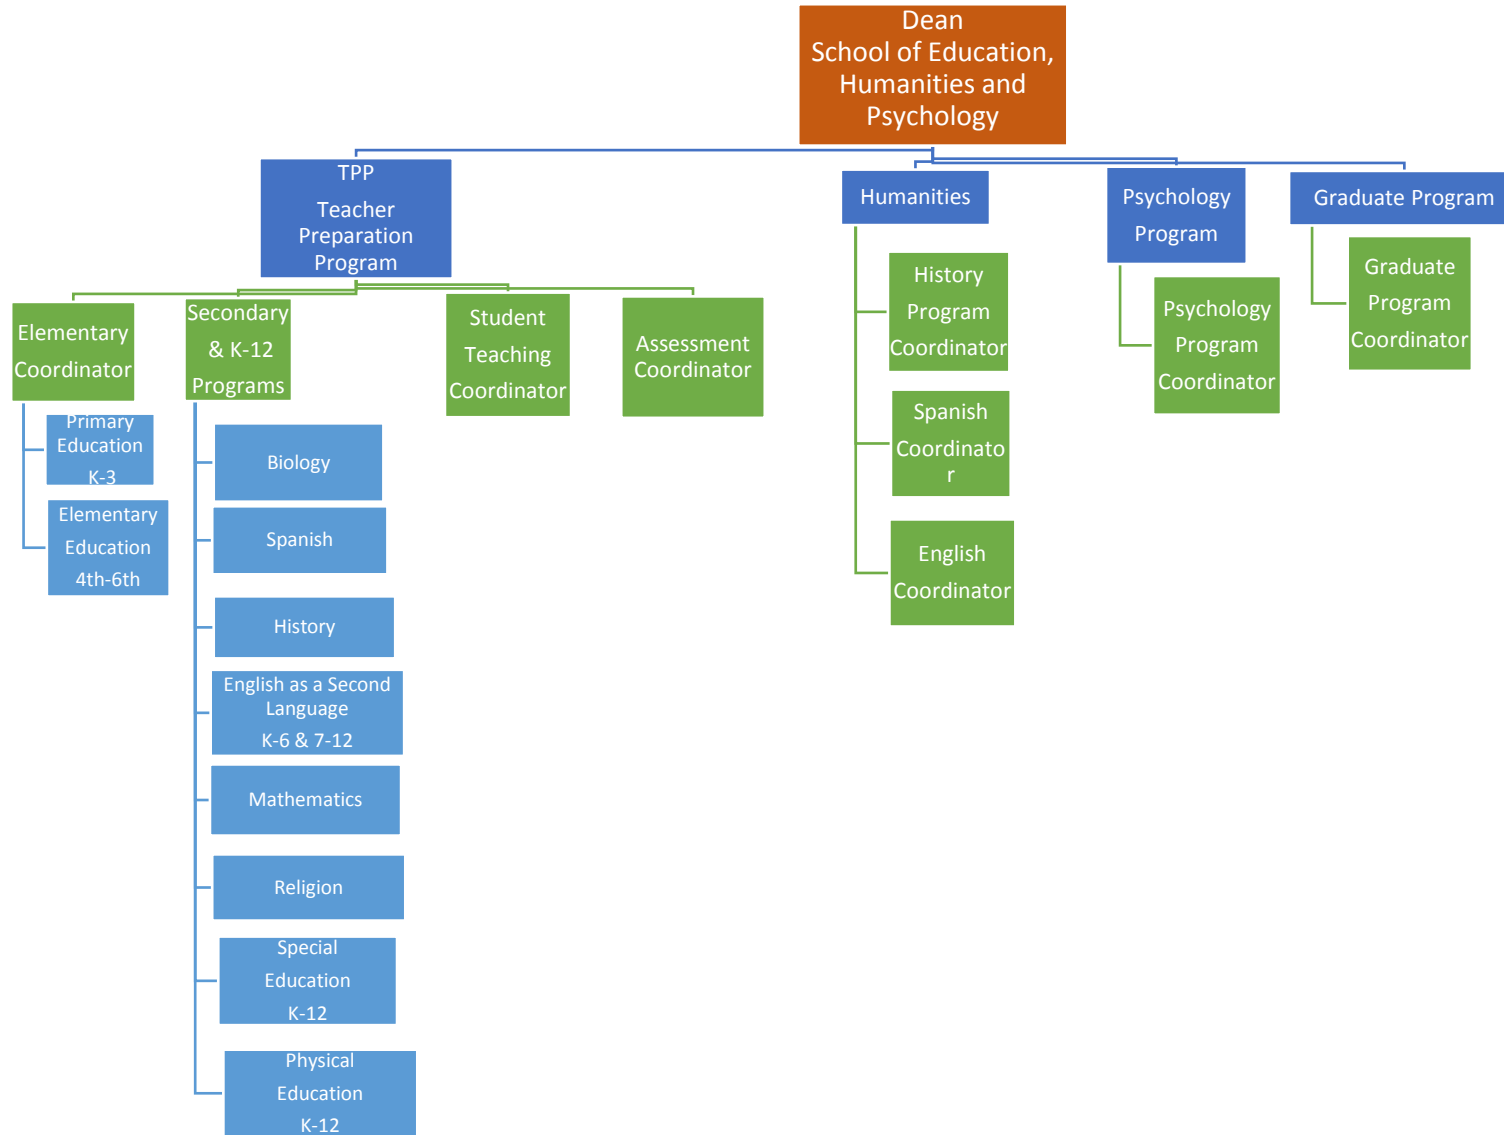 Dean
School of Education,
Humanities and
Psychology
TPP
Teacher
Preparation
Program
Humanities
Psychology
Program
Graduate Program
Elementary
Coordinator
Secondary
& K-12
Programs
Student
Teaching
Coordinator
Assessment
Coordinator
History
Program
Coordinator
Psychology
Program
Coordinator
Graduate
Program
Coordinator
Primary
Education
K-3
Elementary
Education
4th-6th
Biology
Spanish
History
English as a Second
Language
K-6 & 7-12
Mathematics
Religion
Special
Education
K-12
Physical
Education
K-12
Spanish
Coordinato
r
English
Coordinator